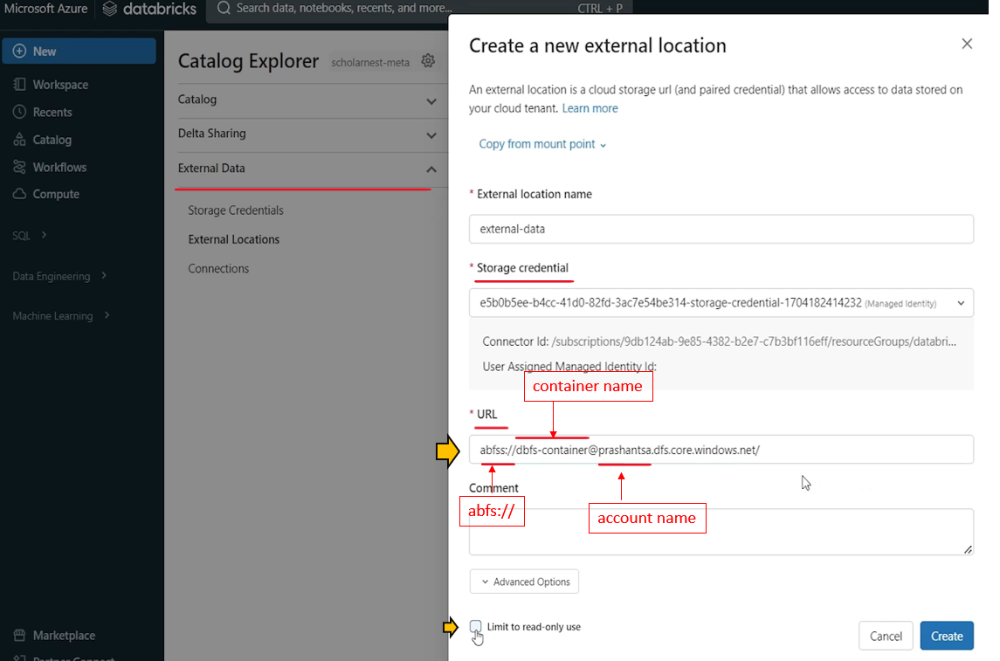 Microsoft Azure
databricks
Search data, notebooks, recents, and more...
CTRL + P
New
Workspace
Recents
Catalog
Workflows
Compute
SQL
Data Engineering
Machine Learning
Marketplace
Partner Connect
Catalog Explorer
scholarnest-meta
Catalog
Delta Sharing
External Data
Storage Credentials
External Locations
Connections
Create a new external location
An external location is a cloud storage url (and paired credential) that allows access to data stored on
your cloud tenant. Learn more
Copy from mount point
* External location name
external-data
* Storage credential
e5b0b5ee-b4cc-41d0-82fd-3ac7e54be314-storage-credential-1704182414232 (Managed Identity)
Connector Id: /subscriptions/9db124ab-9e85-4382-b2e7-c7b3bf116eff/resourceGroups/databri...
User Assigned Managed Identity Id:
container name
* URL
abfss://dbfs-container@prashantsa.dfs.core.windows.net/
Comment
abfs://
account name
Advanced Options
Limit to read-only use
Cancel
Create